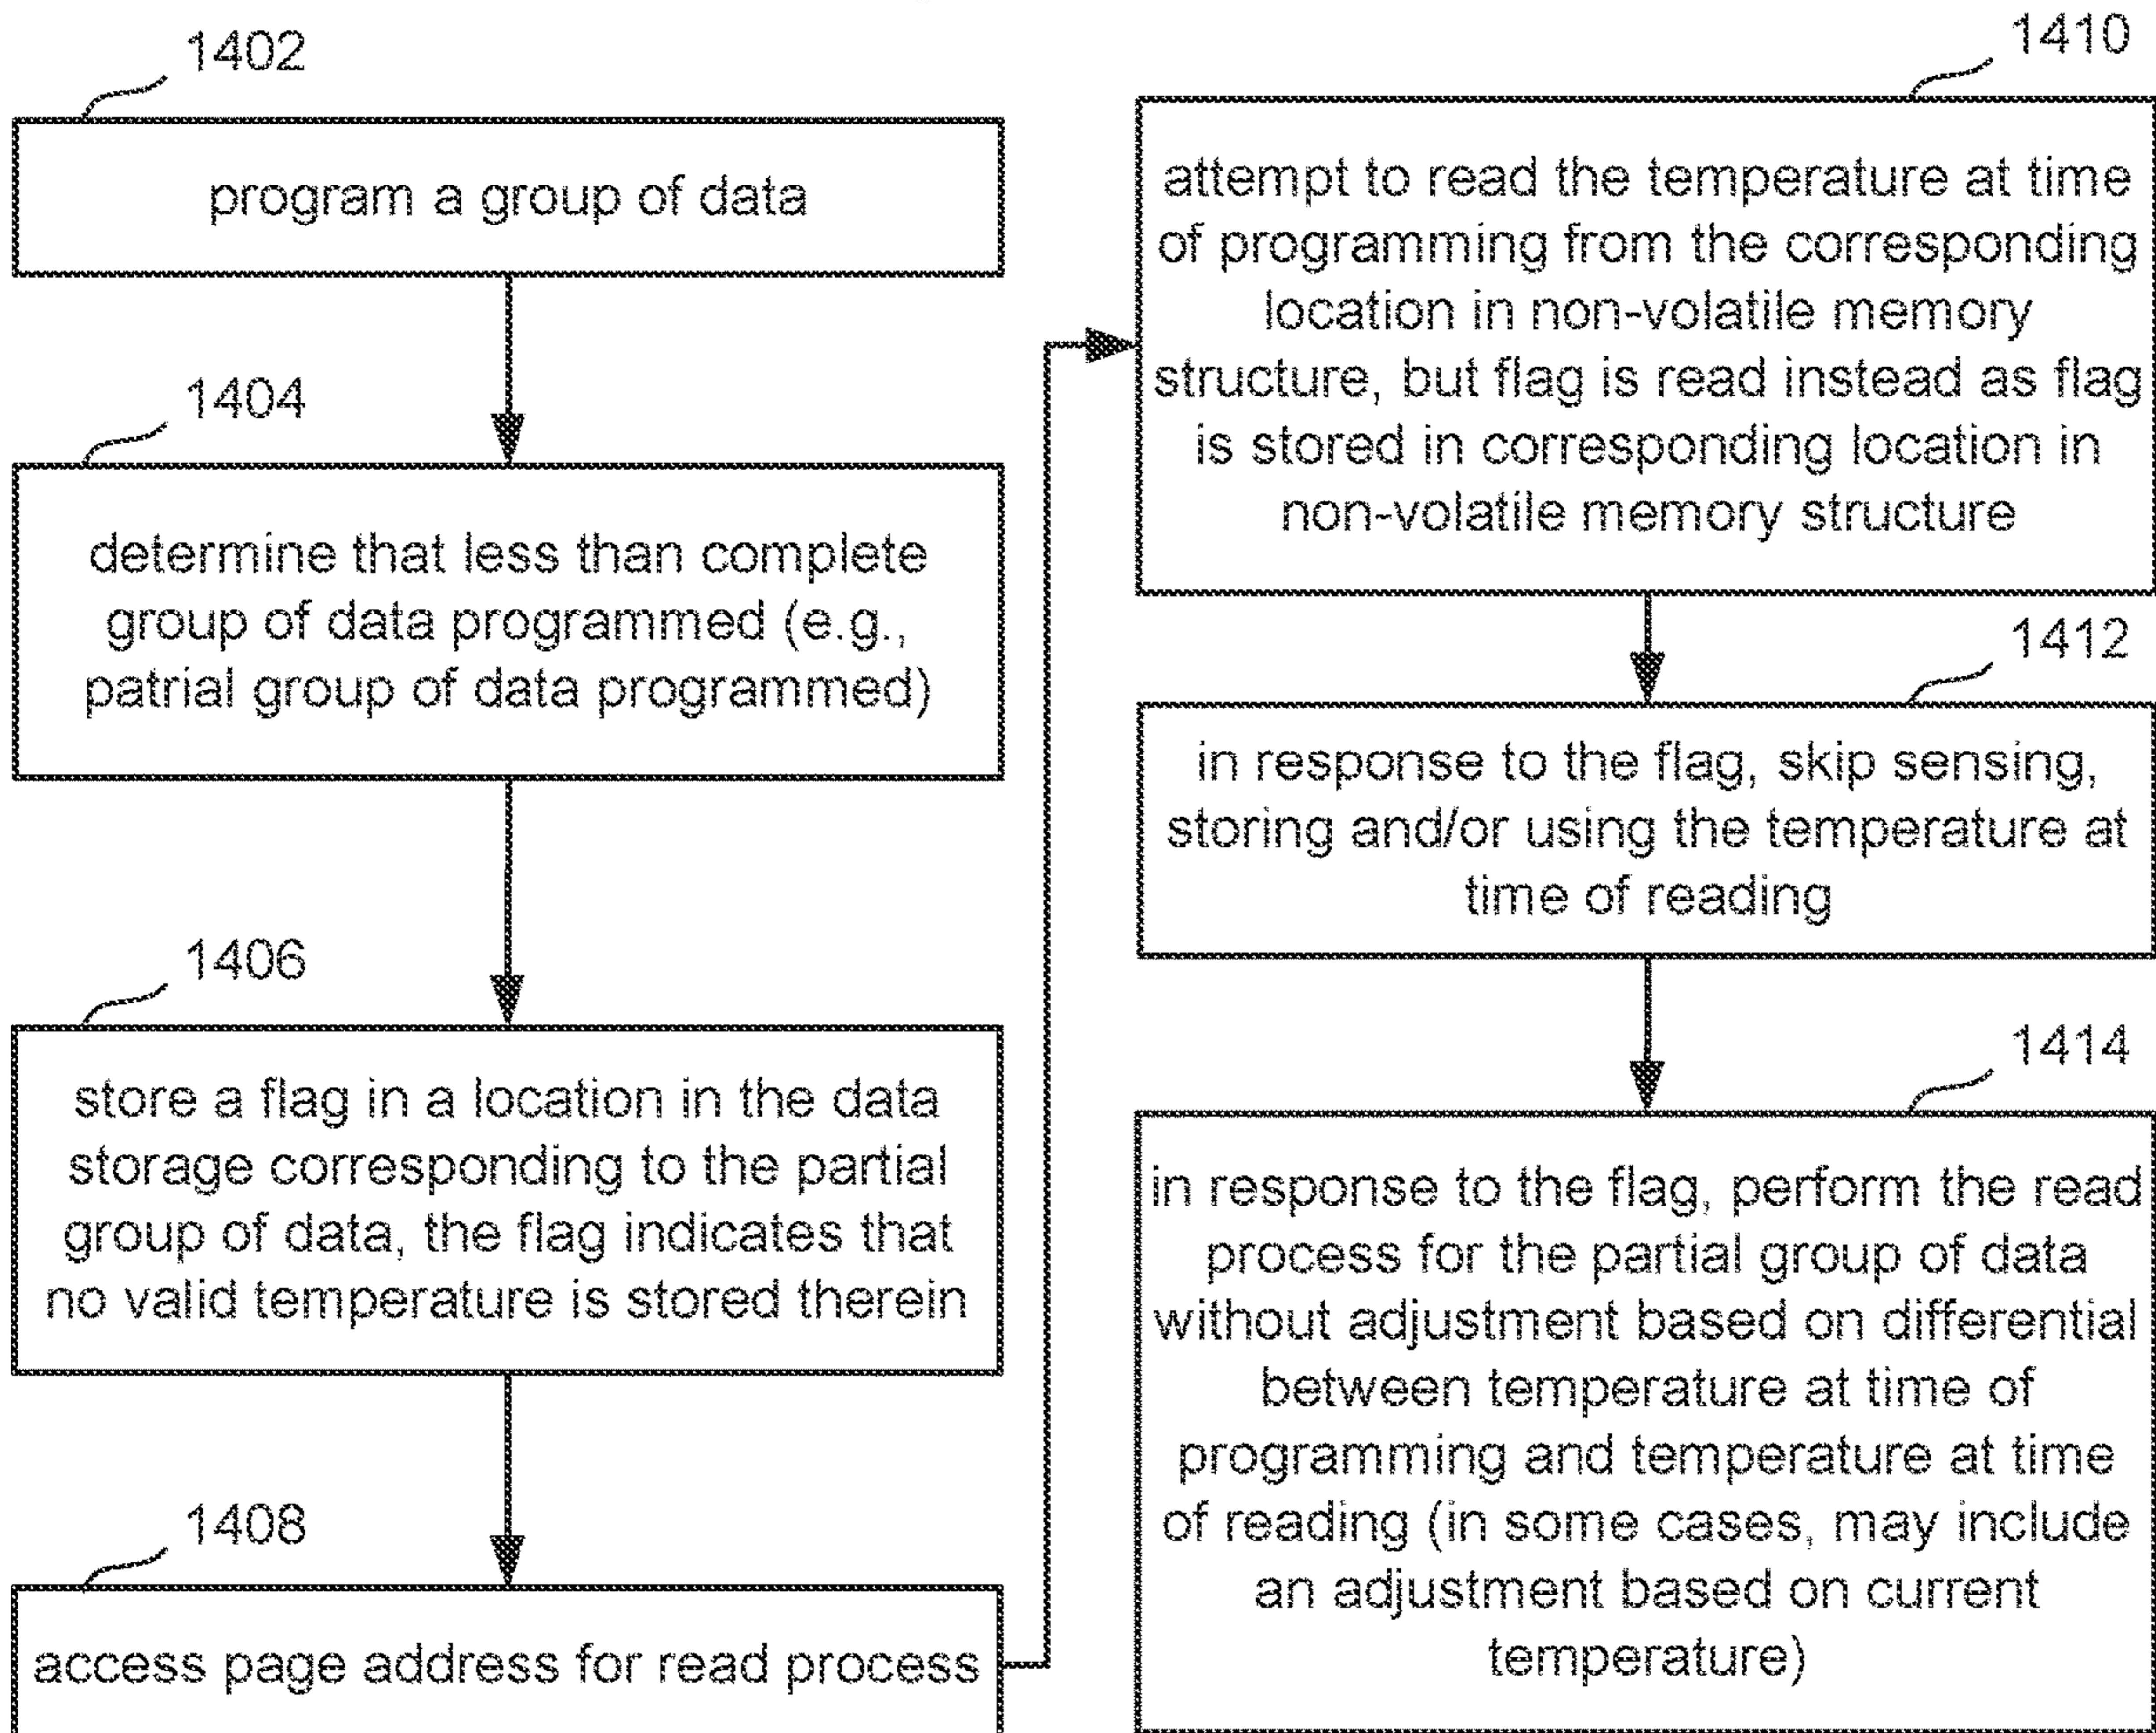 1402
program a group of data
1404
determine that less than complete
group of data programmed (e.g.,
patrial group of data programmed)
1406
store a flag in a location in the data
storage corresponding to the partial
group of data, the flag indicates that
no valid temperature is stored therein
1408
access page address for read process
1410
attempt to read the temperature at time
of programming from the corresponding
location in non-volatile memory
structure, but flag is read instead as flag
is stored in corresponding location in
non-volatile memory structure
1412
in response to the flag, skip sensing,
storing and/or using the temperature at
time of reading
1414
in response to the flag, perform the read
process for the partial group of data
without adjustment based on differential
between temperature at time of
programming and temperature at time
of reading (in some cases, may include
an adjustment based on current
temperature)